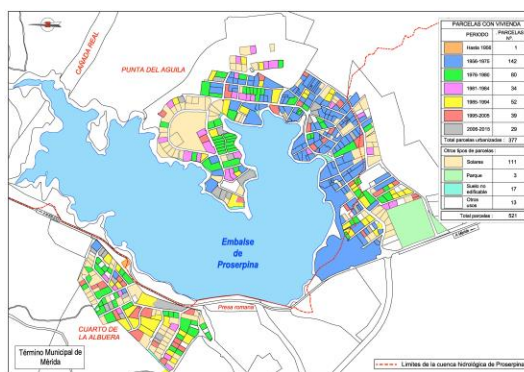 CAÑADA REAL
PUNTA DEL AGUILA
Embalse
de
Proserpina
Presa romana
CUARTO DE
LA ALBUERA
Término Municipal de
Mérida
PARCELAS CON VIVIENDA
PERIODO PARCELAS Nº.
Hasta 1956 1
1956-1975 142
1976-1980 80
1981-1984 34
1985-1994 52
1995-2005 39
2006-2015 29
Total parcelas urbanizadas: 377
Otros tipos de parcelas :
Solares 111
Parque 3
Suelo no edificable 17
Otros usos 13
Total parcelas: 521
Límites de la cuenca hidrológica de Proserpina